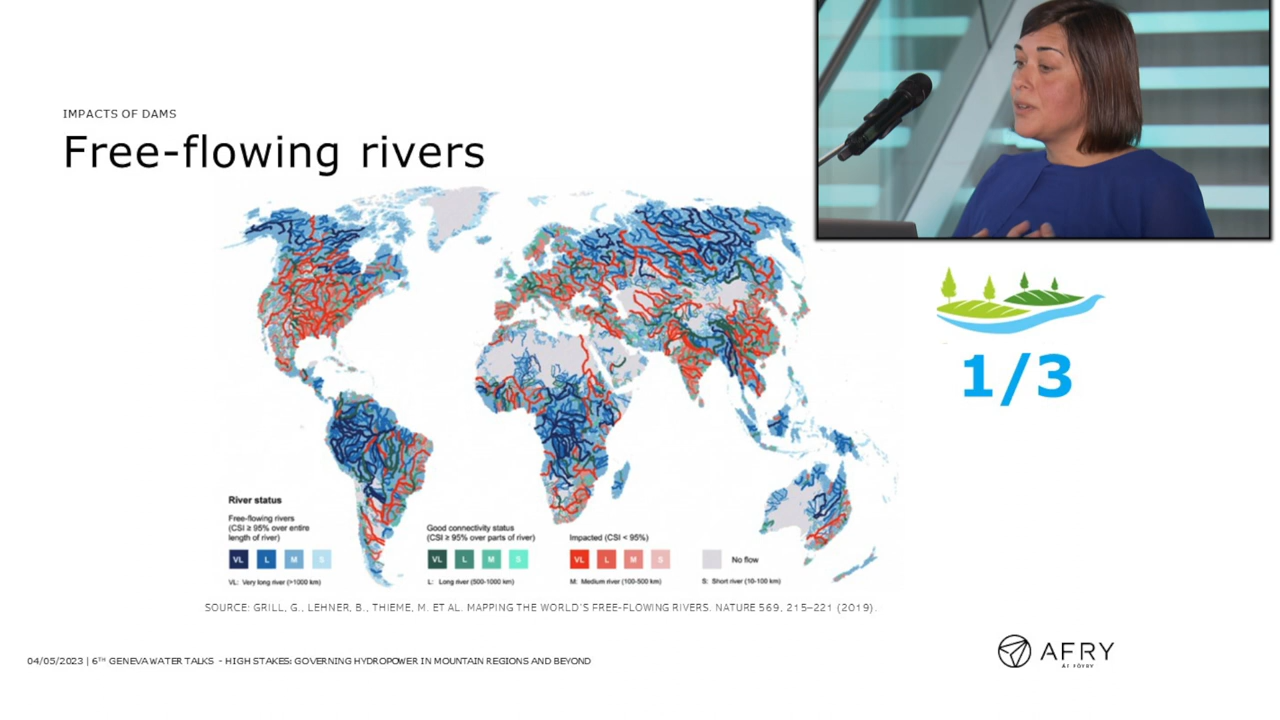 IMPACTS OF DAMS
Free-flowing rivers
1/3
River status
Free-flowing rivers
(CSI ≥ 95% over entire
length of river)
VL L M S
VL: Very long river (>1000 km)
Good connectivity status
(CSI ≥ 95% over parts of river)
VL L M S
L: Long river (500-1000 km)
Impacted (CSI < 95%)
VL L M S
M: Medium river (100-500 km)
No flow
S: Short river (10-100 km)
SOURCE: GRILL, G., LEHNER, B., THIEME, M. ET AL. MAPPING THE WORLD'S FREE-FLOWING RIVERS. NATURE 569, 215–221 (2019).
04/05/2023 | 6TH GENEVA WATER TALKS - HIGH STAKES: GOVERNING HYDROPOWER IN MOUNTAIN REGIONS AND BEYOND
AFRY
ÅF PÖYRY